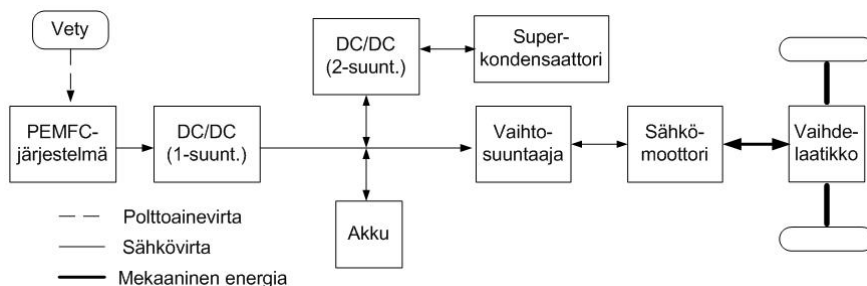 Vety
DC/DC
(2-suunt.)
Super-
kondensaattori
PEMFC-
järjestelmä
DC/DC
(1-suunt.)
Vaihto-
suuntaaja
Sähkö-
moottori
Vaihde-
laatikko
Akku
Polttoainevirta
Sähkövirta
Mekaaninen energia